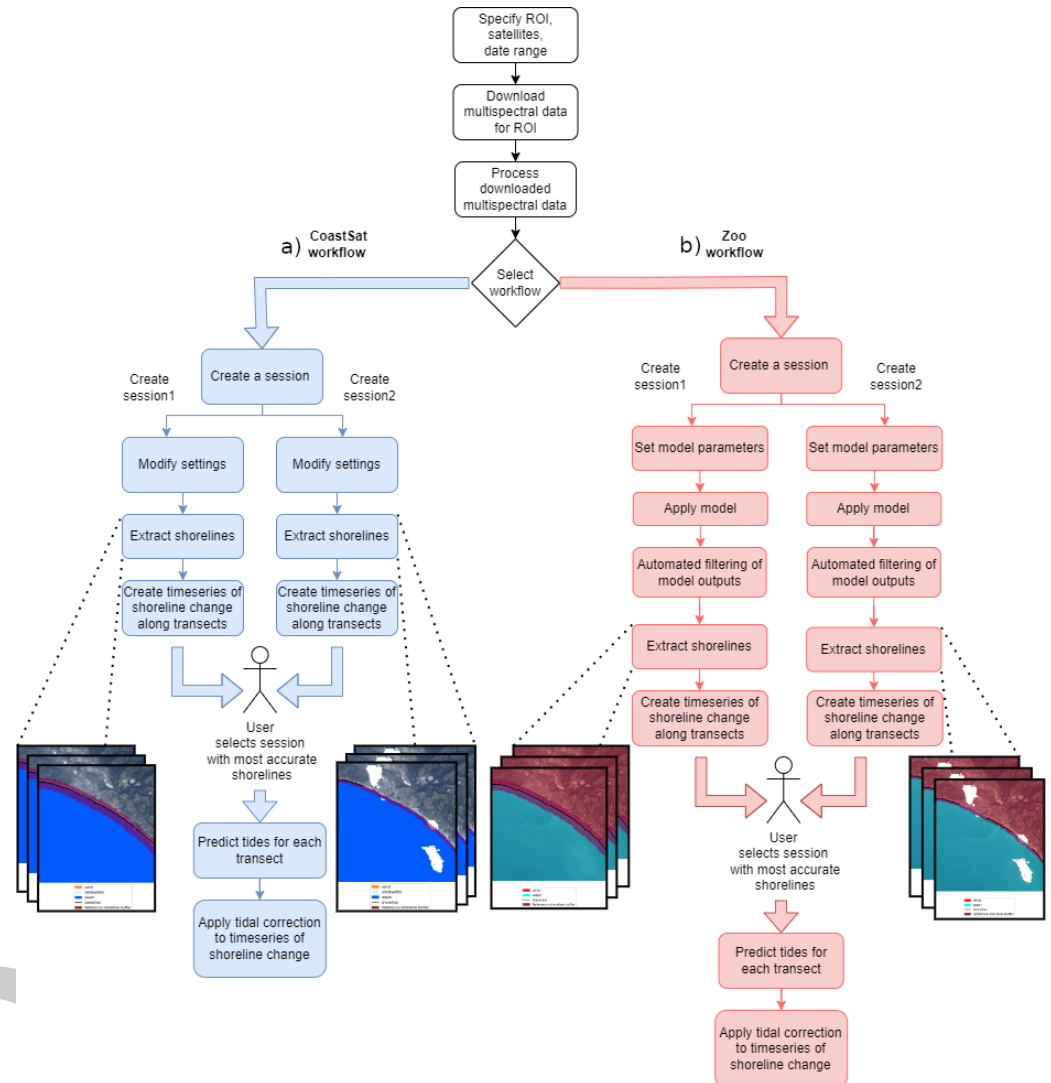 Specify ROI,
satellites,
date range
Download
multispectral data
for ROI
Process
downloaded
multispectral data
Select
workflow
a) CoastSat
workflow
Create a session
Create
session1
Create
session2
Modify settings
Modify settings
Extract shorelines
Extract shorelines
Create timeseries of
shoreline change
along transects
Create timeseries of
shoreline change
along transects
User
selects session
with most accurate
shorelines
Predict tides for each
transect
Apply tidal correction
to timeseries of
shoreline change
b) Zoo
workflow
Create a session
Create
session1
Create
session2
Set model parameters
Set model parameters
Apply model
Apply model
Automated filtering of
model outputs
Automated filtering of
model outputs
Extract shorelines
Extract shorelines
Create timeseries of
shoreline change
along transects
Create timeseries of
shoreline change
along transects
User
selects session
with most accurate
shorelines
Predict tides for
each transect
Apply tidal correction
to timeseries of
shoreline change